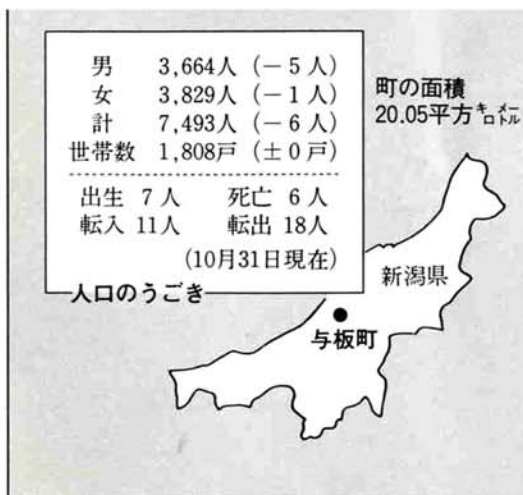 男 3,664人 (－5人)
女 3,829人 (－1人)
計 7,493人 (－6人)
世帯数 1,808戸 (±0戸)
出生 7人 死亡 6人
転入 11人 転出 18人
(10月31日現在)
人口のうごき
町の面積
20.05平方キロメートル
新潟県
与板町